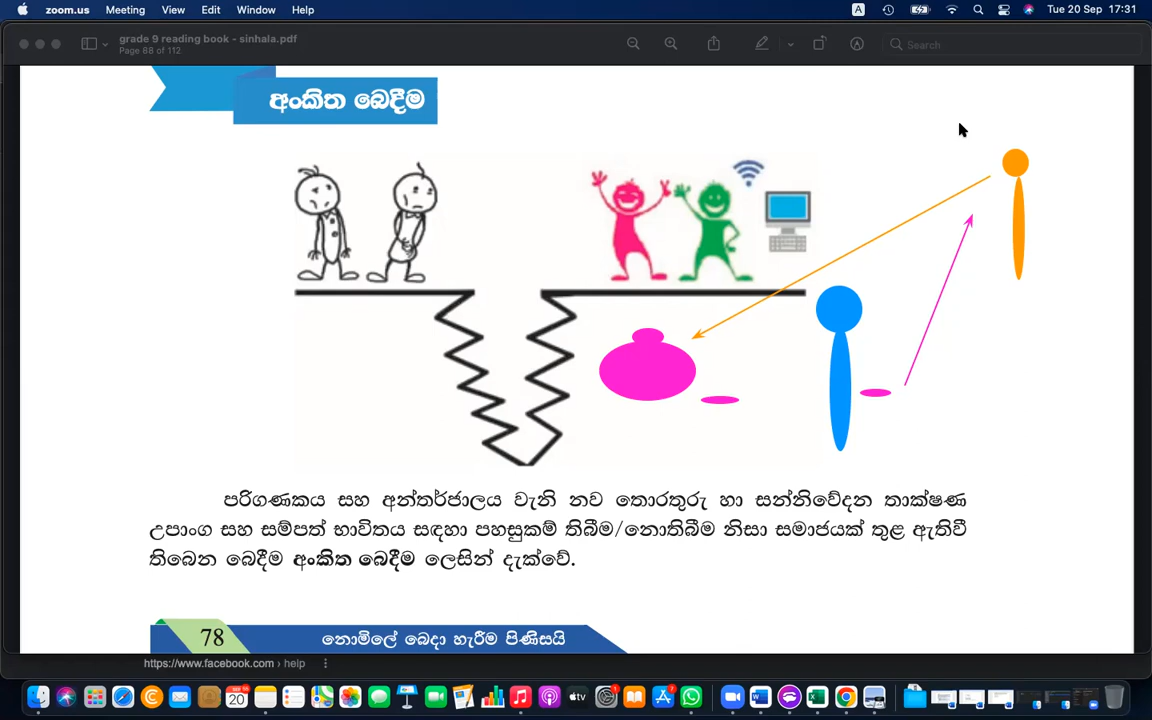 zoom.us Meeting View Edit Window Help A Tue 20 Sep 17:31
grade 9 reading book - sinhala.pdf
Page 88 of 112
Search
අංකිත බෙදීම
පරිගණකය සහ අන්තර්ජාලය වැනි නව තොරතුරු හා සන්නිවේදන තාක්ෂණ
උපාංග සහ සම්පත් භාවිතය සඳහා පහසුකම් තිබීම/නොතිබීම නිසා සමාජයක් තුළ ඇතිවී
තිබෙන බෙදීම අංකිත බෙදීම ලෙසින් දැක්වේ.
78 නොමිලේ බෙදා හැරීම පිණිසයි
https://www.facebook.com › help